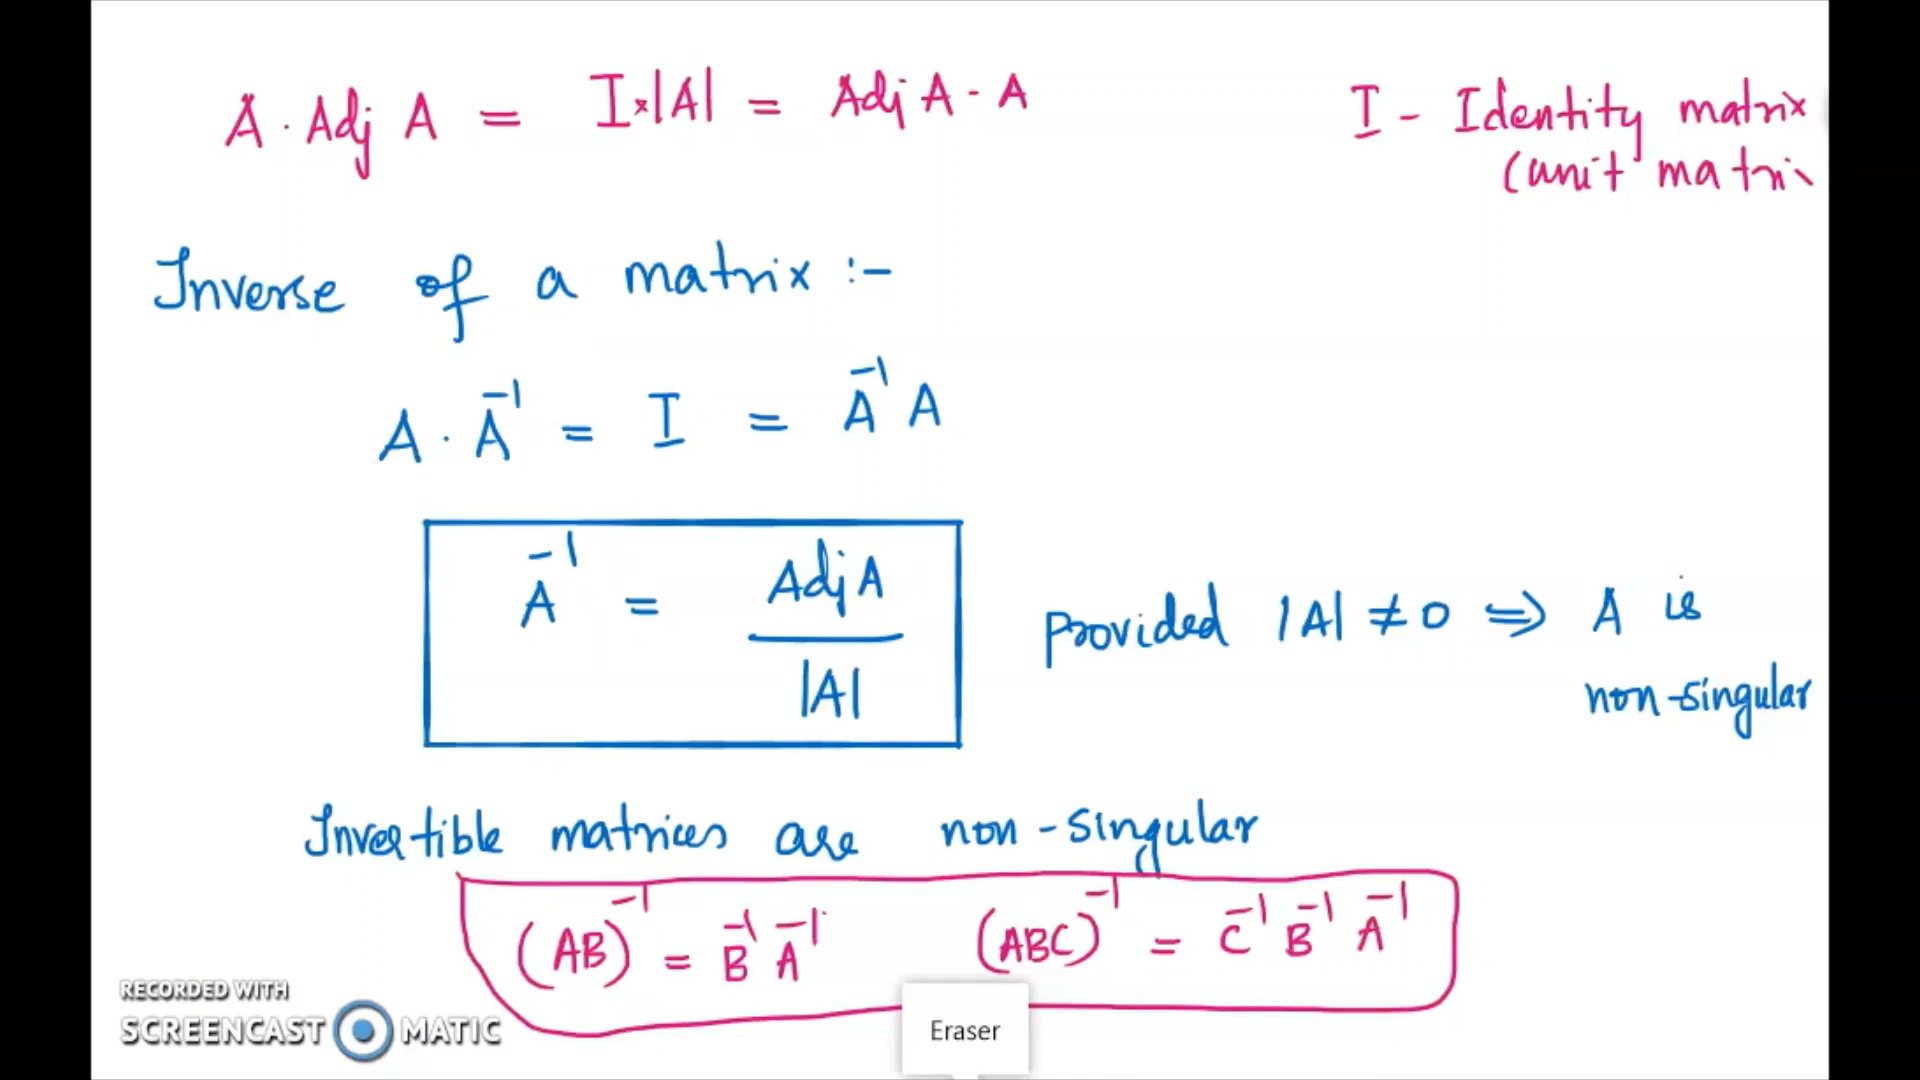 A . Adj A = I × |A| = Adj A - A
I - Identity matrix
(unit matrix
Inverse of a matrix :-
A . A⁻¹ = I = A⁻¹ A
A⁻¹ = Adj A / |A|
provided |A| ≠ 0 ⇒ A is
non-singular
Invertible matrices are non-singular
(AB)⁻¹ = B⁻¹ A⁻¹ (ABC)⁻¹ = C⁻¹ B⁻¹ A⁻¹
RECORDED WITH
SCREENCAST MATIC
Eraser